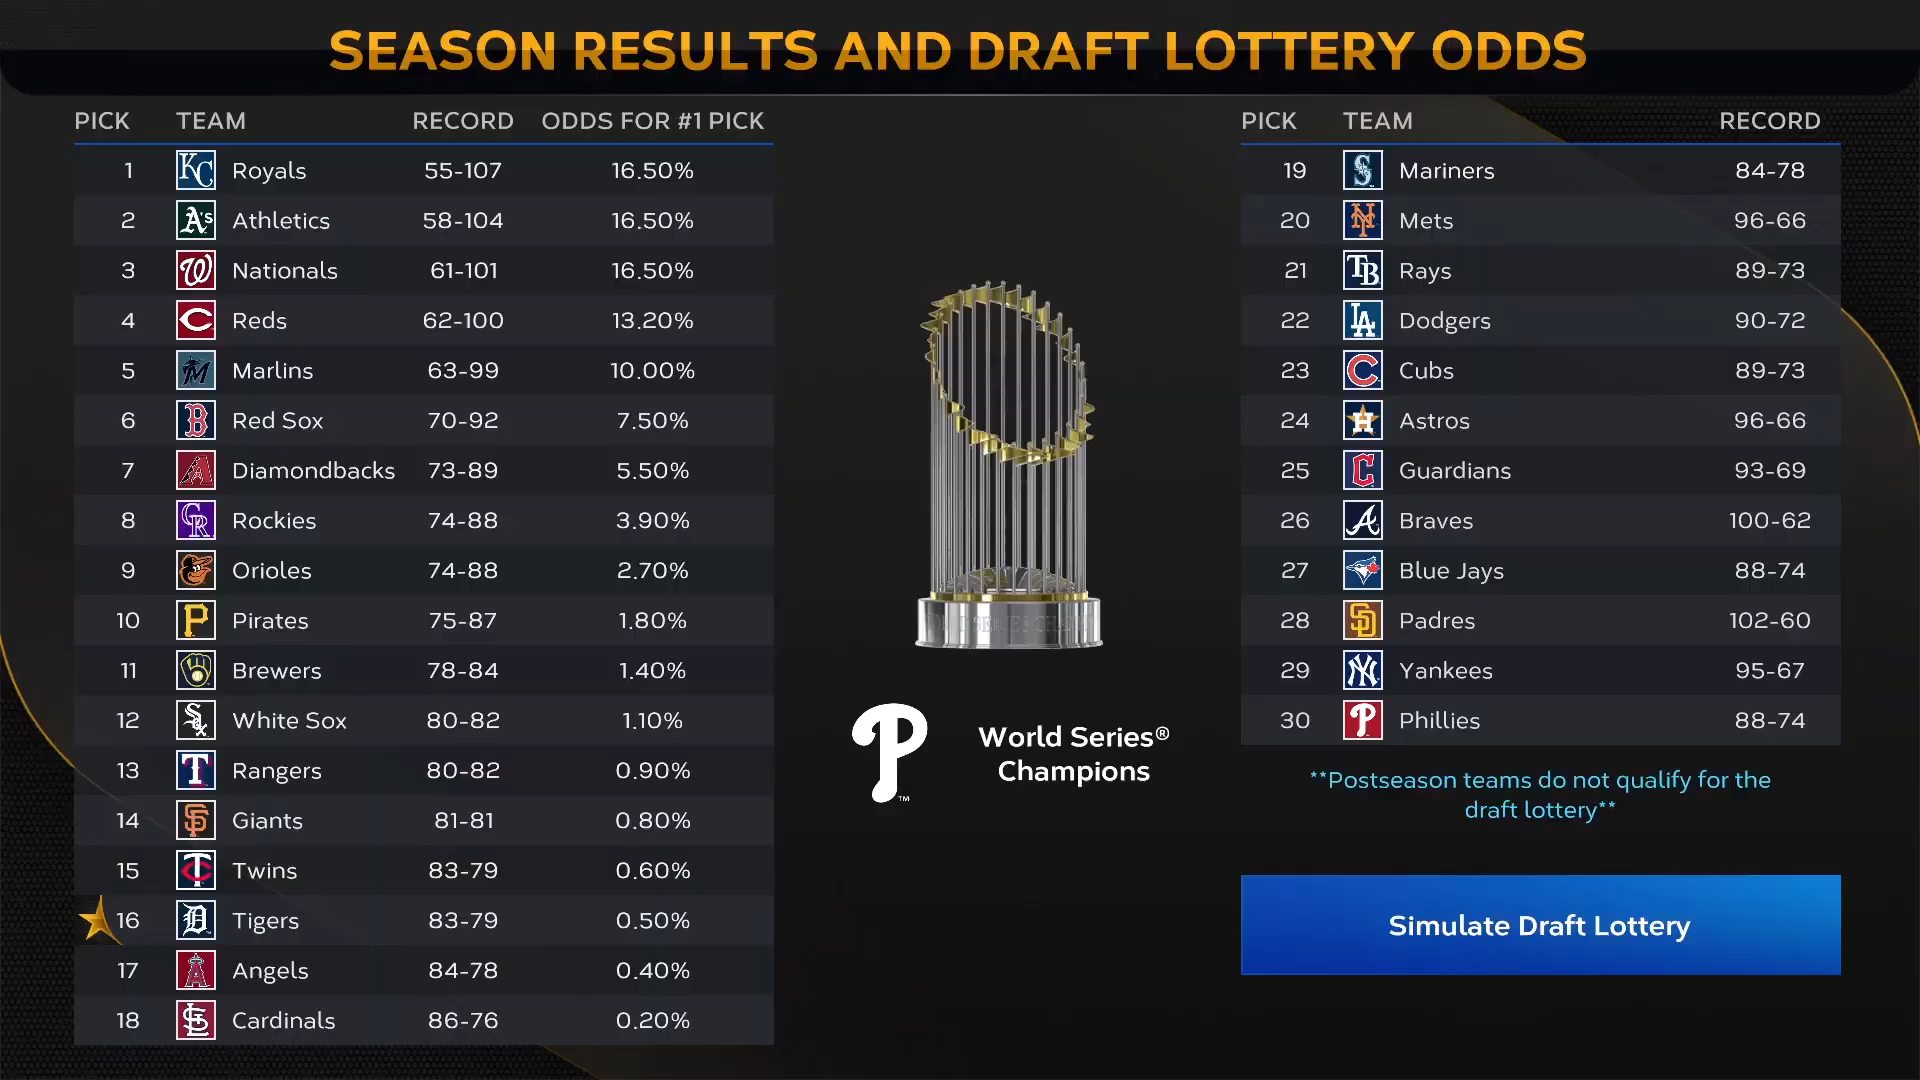 SEASON RESULTS AND DRAFT LOTTERY ODDS
PICK TEAM RECORD ODDS FOR #1 PICK
1 Royals 55-107 16.50%
2 Athletics 58-104 16.50%
3 Nationals 61-101 16.50%
4 Reds 62-100 13.20%
5 Marlins 63-99 10.00%
6 Red Sox 70-92 7.50%
7 Diamondbacks 73-89 5.50%
8 Rockies 74-88 3.90%
9 Orioles 74-88 2.70%
10 Pirates 75-87 1.80%
11 Brewers 78-84 1.40%
12 White Sox 80-82 1.10%
13 Rangers 80-82 0.90%
14 Giants 81-81 0.80%
15 Twins 83-79 0.60%
16 Tigers 83-79 0.50%
17 Angels 84-78 0.40%
18 Cardinals 86-76 0.20%
P™
World Series®
Champions
PICK TEAM RECORD
19 Mariners 84-78
20 Mets 96-66
21 Rays 89-73
22 Dodgers 90-72
23 Cubs 89-73
24 Astros 96-66
25 Guardians 93-69
26 Braves 100-62
27 Blue Jays 88-74
28 Padres 102-60
29 Yankees 95-67
30 Phillies 88-74
**Postseason teams do not qualify for the
draft lottery**
Simulate Draft Lottery